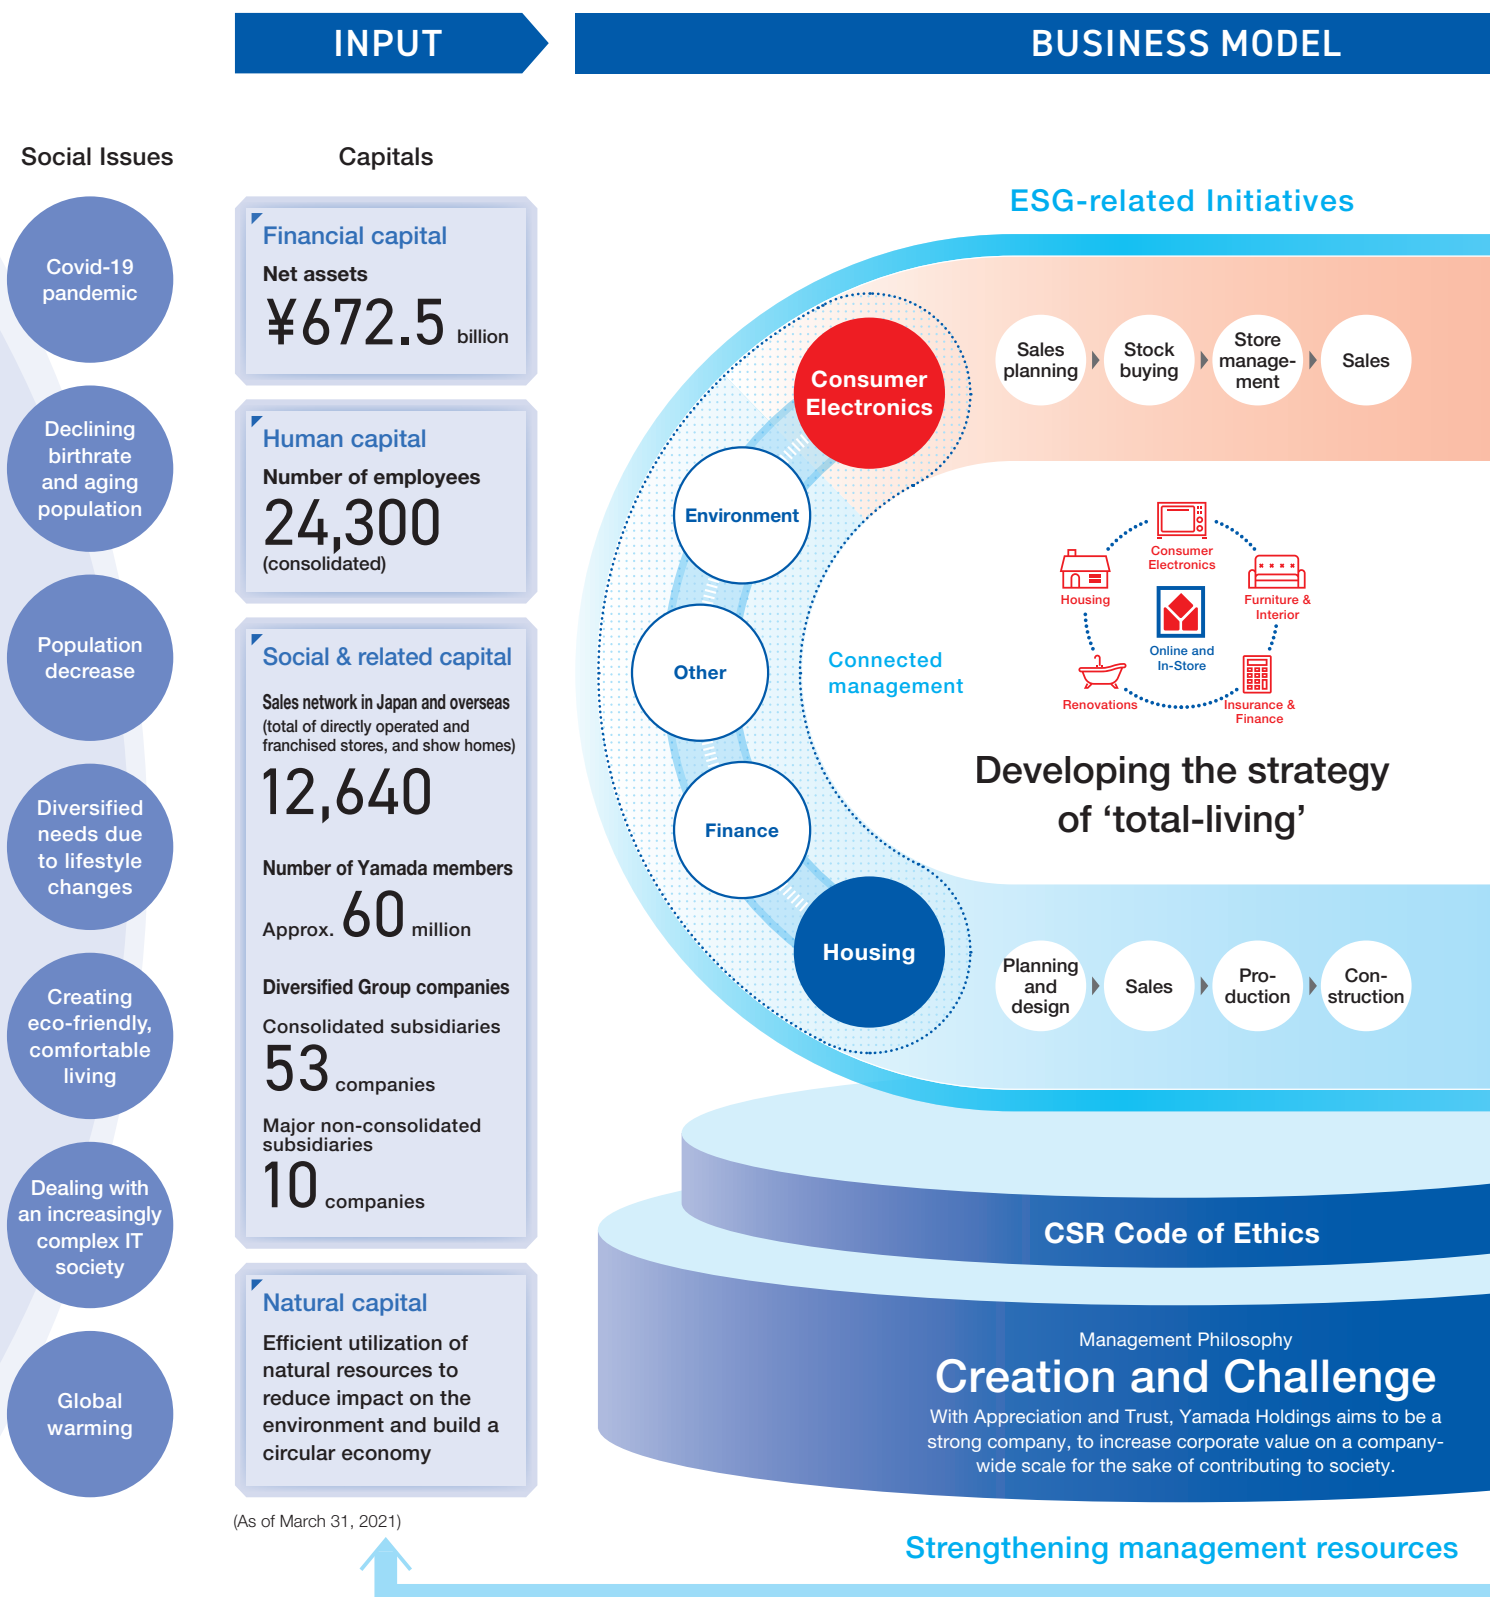 INPUT
BUSINESS MODEL
Social Issues
Covid-19
pandemic
Declining
birthrate
and aging
population
Population
decrease
Diversified
needs due
to lifestyle
changes
Creating
eco-friendly,
comfortable
living
Dealing with
an increasingly
complex IT
society
Global
warming
Capitals
Financial capital
Net assets
¥672.5 billion
Human capital
Number of employees
24,300
(consolidated)
Social & related capital
Sales network in Japan and overseas
(total of directly operated and
franchised stores, and show homes)
12,640
Number of Yamada members
Approx. 60 million
Diversified Group companies
Consolidated subsidiaries
53 companies
Major non-consolidated
subsidiaries
10 companies
Natural capital
Efficient utilization of
natural resources to
reduce impact on the
environment and build a
circular economy
(As of March 31, 2021)
ESG-related Initiatives
Consumer
Electronics
Environment
Other
Finance
Housing
Sales
planning
Stock
buying
Store
manage-
ment
Sales
Connected
management
Consumer
Electronics
Housing
Furniture &
Interior
Online and
In-Store
Renovations
Insurance &
Finance
Developing the strategy
of ‘total-living’
Planning
and
design
Sales
Pro-
duction
Con-
struction
CSR Code of Ethics
Management Philosophy
Creation and Challenge
With Appreciation and Trust, Yamada Holdings aims to be a
strong company, to increase corporate value on a company-
wide scale for the sake of contributing to society.
Strengthening management resources